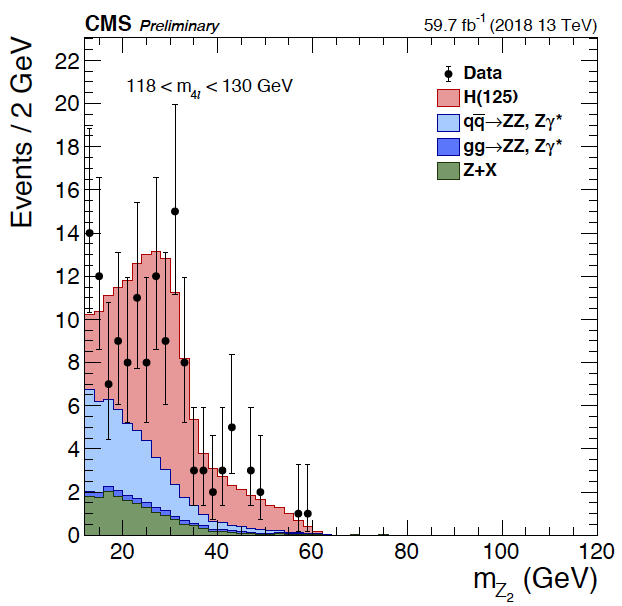 CMS Preliminary 59.7 fb⁻¹ (2018 13 TeV)
118 < m₄ₗ < 130 GeV
Data
H(125)
qq̅→ZZ, Zγ*
gg→ZZ, Zγ*
Z+X
Events / 2 GeV
22
20
18
16
14
12
10
8
6
4
2
0
20 40 60 80 100 120
m_Z₂ (GeV)